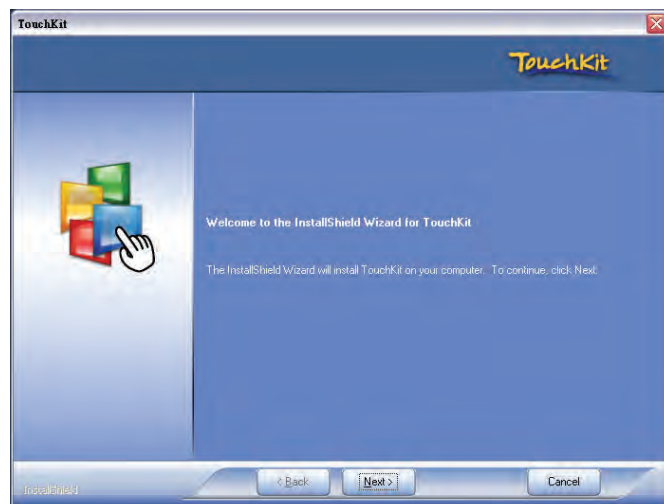 TouchKit
TouchKit
Welcome to the InstallShield Wizard for TouchKit
The InstallShield Wizard will install TouchKit on your computer. To continue, click Next.
< Back
Next >
Cancel
InstallShield